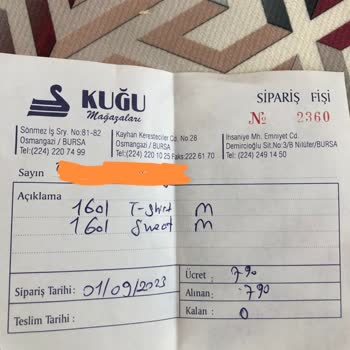 KUĞU
Mağazaları
SİPARİŞ FİŞİ
№ 2360
Sönmez İş Sry. No:81-82
Osmangazi / BURSA
Tel:(224) 220 74 99
Kayhan Keresteciler Cd. No 28
Osmangazi / BURSA
Tel:(224) 220 10 25 Faks:222 61 70
İhsaniye Mh. Emniyet Cd.
Demircioğlu Sit.No:3/B Nilüfer/BURSA
Tel:(224) 249 14 50
Sayın
Açıklama
1601 T-shirt M
1601 Sweat M
Sipariş Tarihi: 01/09/2023
Teslim Tarihi :
Ücret : 790
Alınan: 790
Kalan : 0